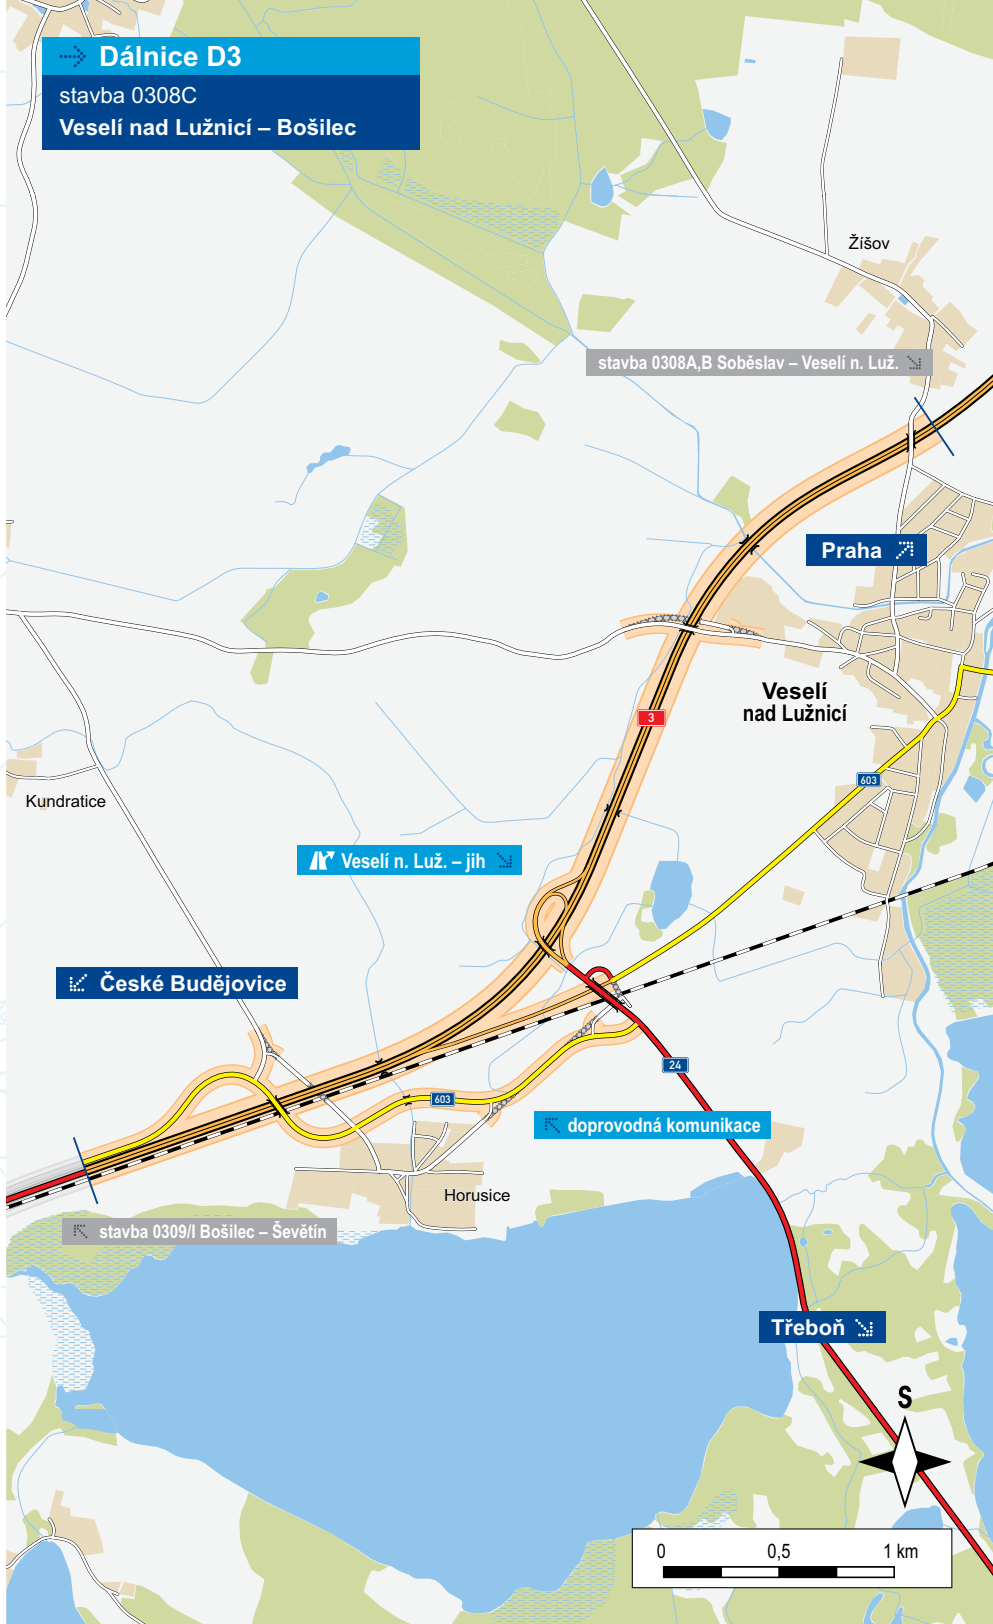 Dálnice D3
stavba 0308C
Veselí nad Lužnicí – Bošilec
Žíšov
stavba 0308A,B Soběslav – Veselí n. Luž.
Praha
Veselí
nad Lužnicí
3
603
Kundratice
Veselí n. Luž. – jih
České Budějovice
24
603
doprovodná komunikace
Horusice
stavba 0309/I Bošilec – Ševětín
Třeboň
S
0 0,5 1 km